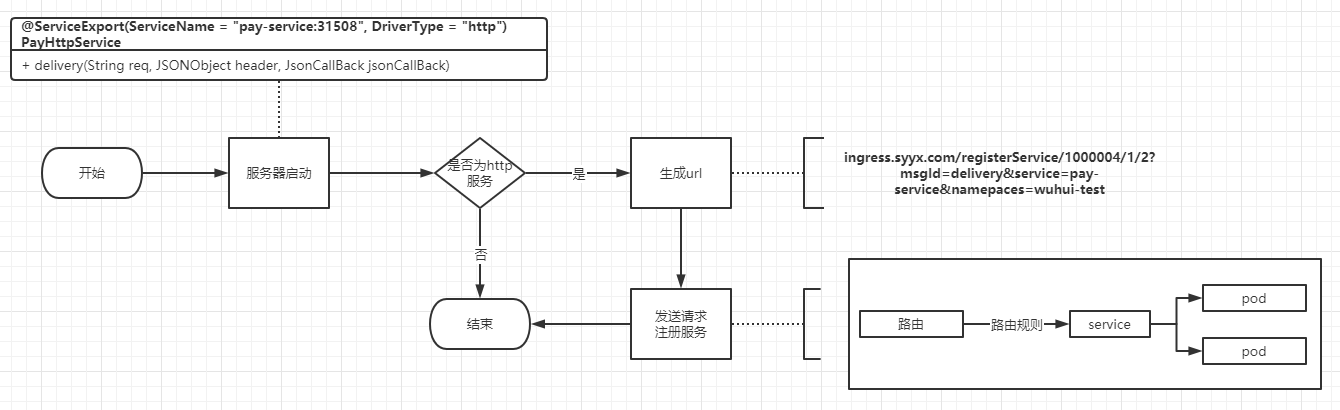 @ServiceExport(ServiceName = "pay-service:31508", DriverType = "http")
PayHttpService
+ delivery(String req, JSONObject header, JsonCallBack jsonCallBack)
开始
服务器启动
是否为http
服务
是
生成url
ingress.syyx.com/registerService/1000004/1/2?
msgId=delivery&service=pay-
service&namepaces=wuhui-test
否
结束
发送请求
注册服务
路由
路由规则
service
pod
pod